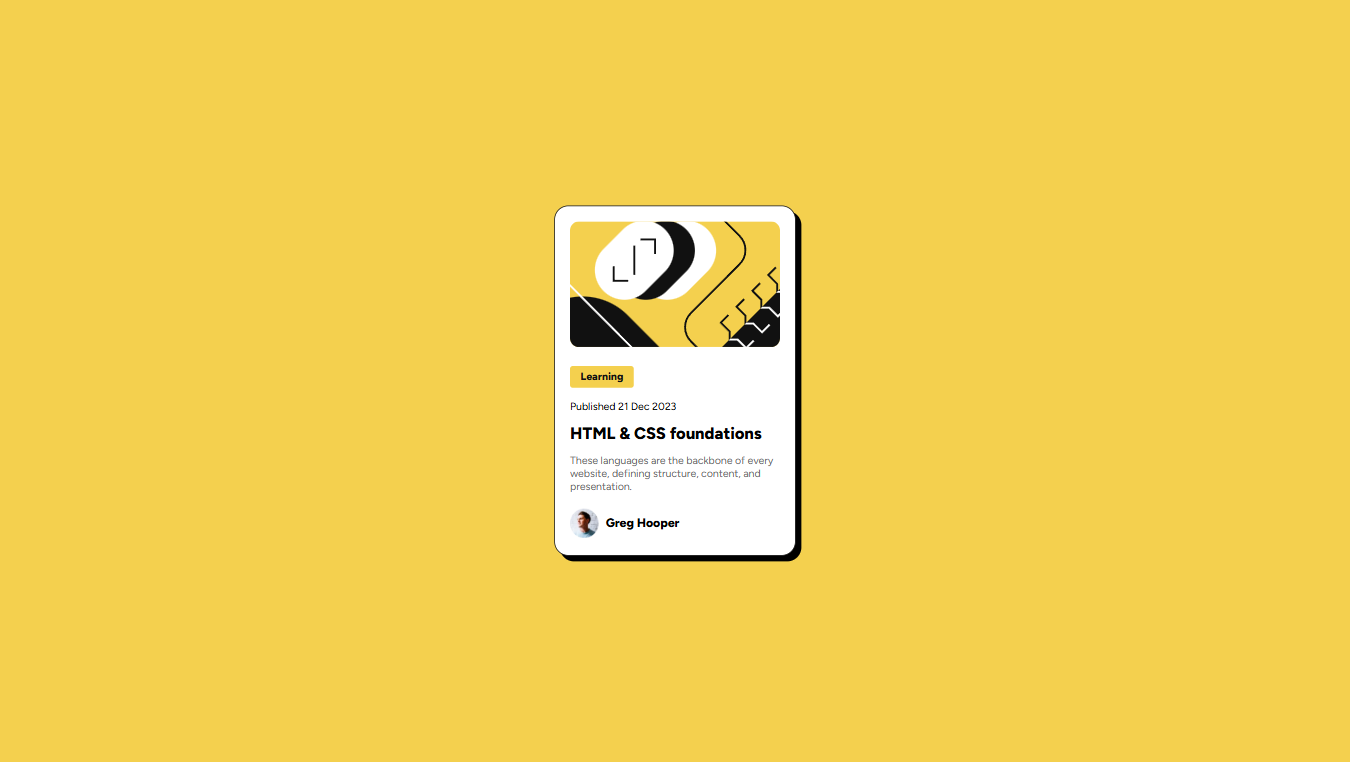 Learning
Published 21 Dec 2023
HTML & CSS foundations
These languages are the backbone of every
website, defining structure, content, and
presentation.
Greg Hooper